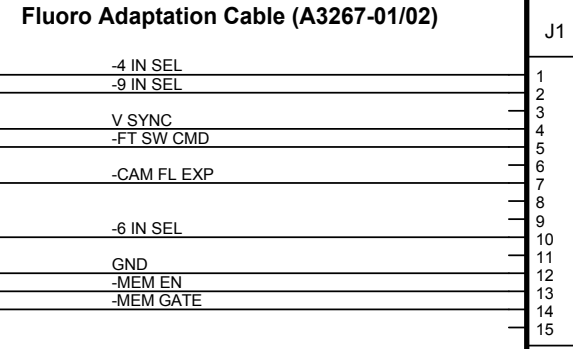 Fluoro Adaptation Cable (A3267-01/02)
J1
-4 IN SEL
1
-9 IN SEL
2
3
V SYNC
4
-FT SW CMD
5
6
-CAM FL EXP
7
8
9
-6 IN SEL
10
11
GND
12
-MEM EN
13
-MEM GATE
14
15